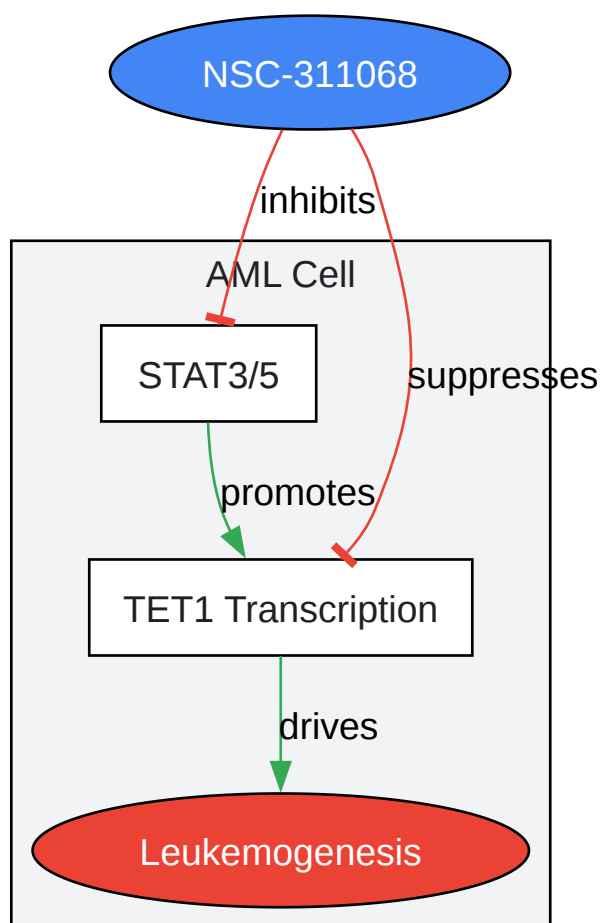 NSC-311068
inhibits
AML Cell
STAT3/5
suppresses
promotes
TET1 Transcription
drives
Leukemogenesis